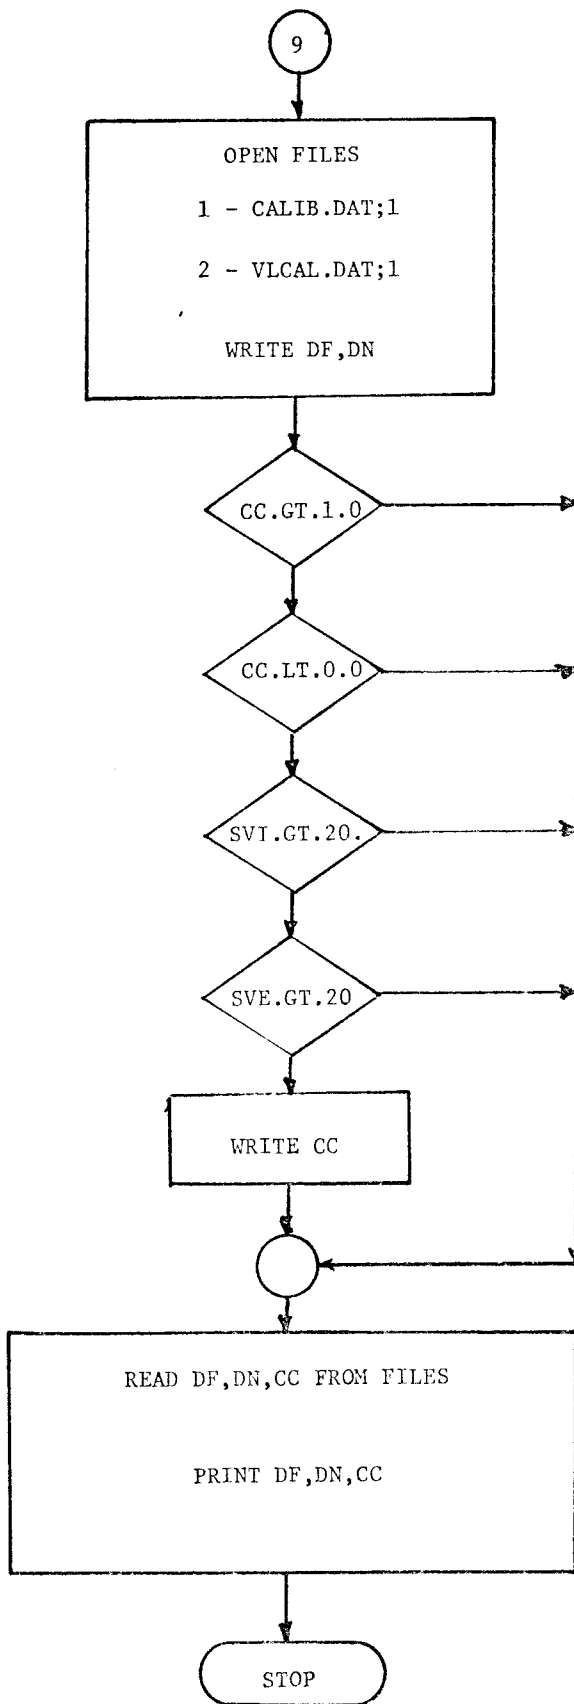 9
OPEN FILES
1 - CALIB.DAT;1
2 - VLCAL.DAT;1
WRITE DF,DN
CC.GT.1.0
CC.LT.0.0
SVI.GT.20.
SVE.GT.20
WRITE CC
READ DF,DN,CC FROM FILES
PRINT DF,DN,CC
STOP